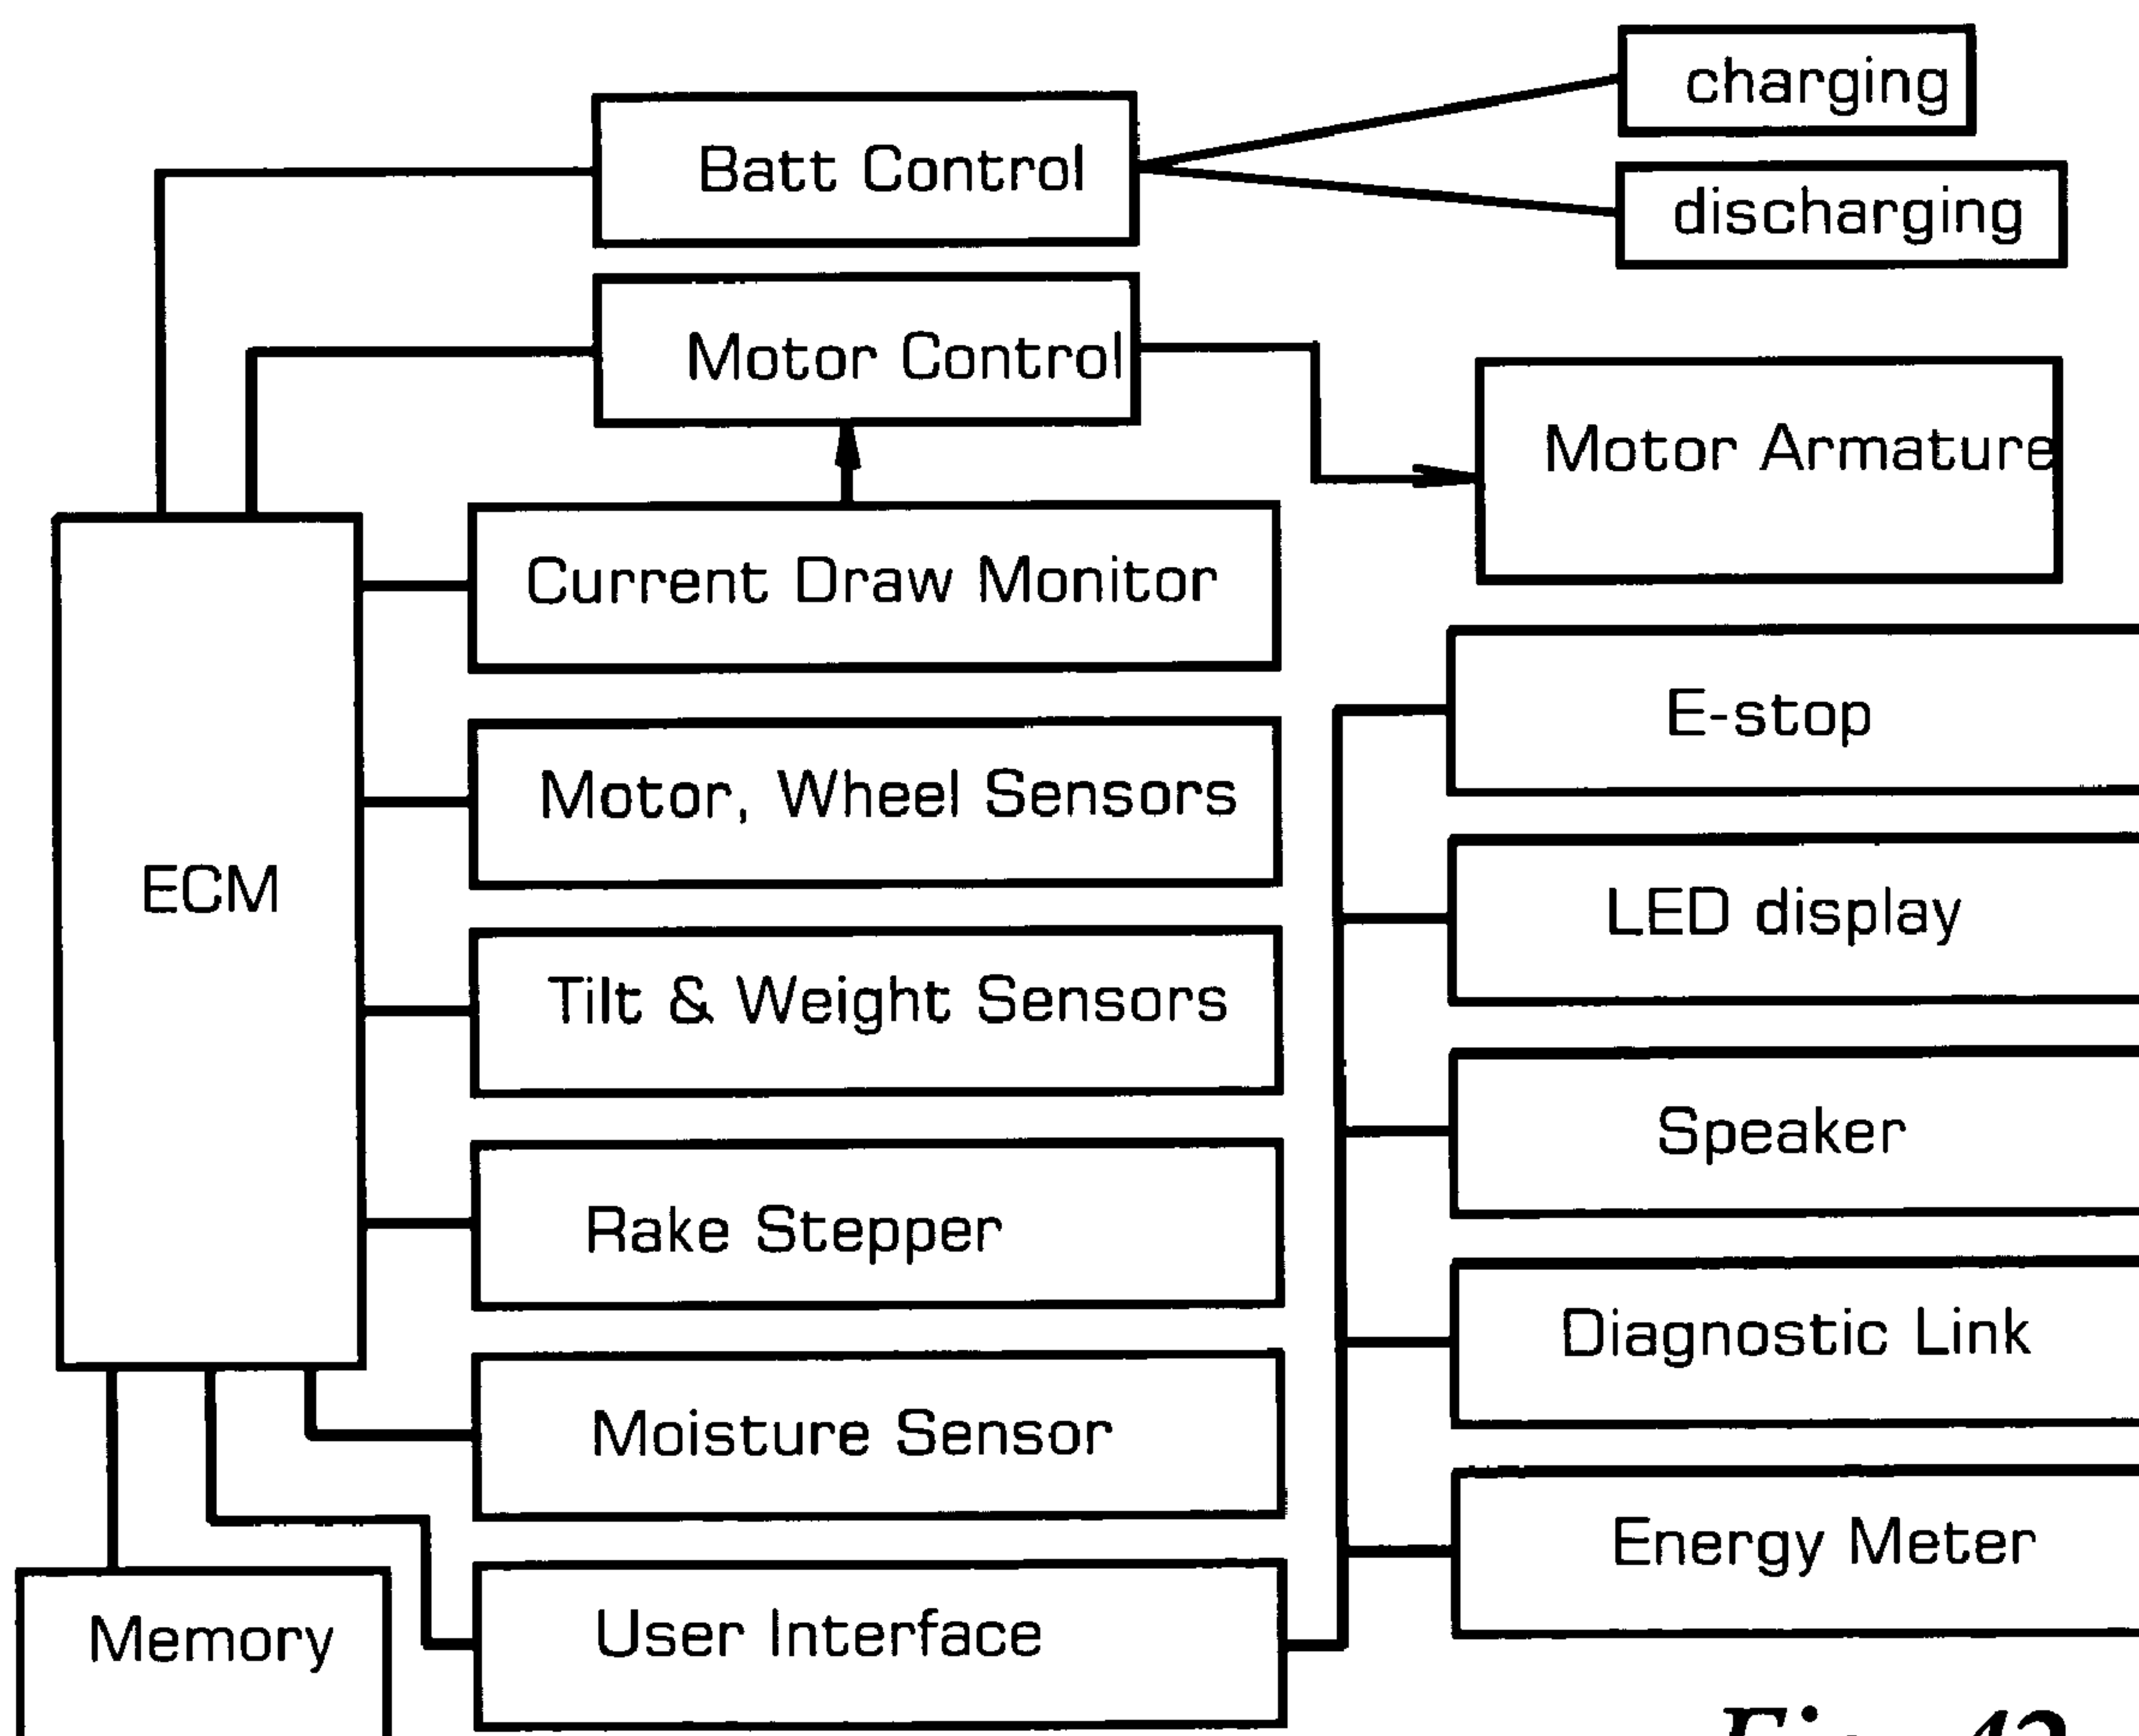 charging
Batt Control
discharging
Motor Control
Motor Armature
Current Draw Monitor
E-stop
Motor, Wheel Sensors
ECM
LED display
Tilt & Weight Sensors
Speaker
Rake Stepper
Diagnostic Link
Moisture Sensor
Energy Meter
Memory
User Interface